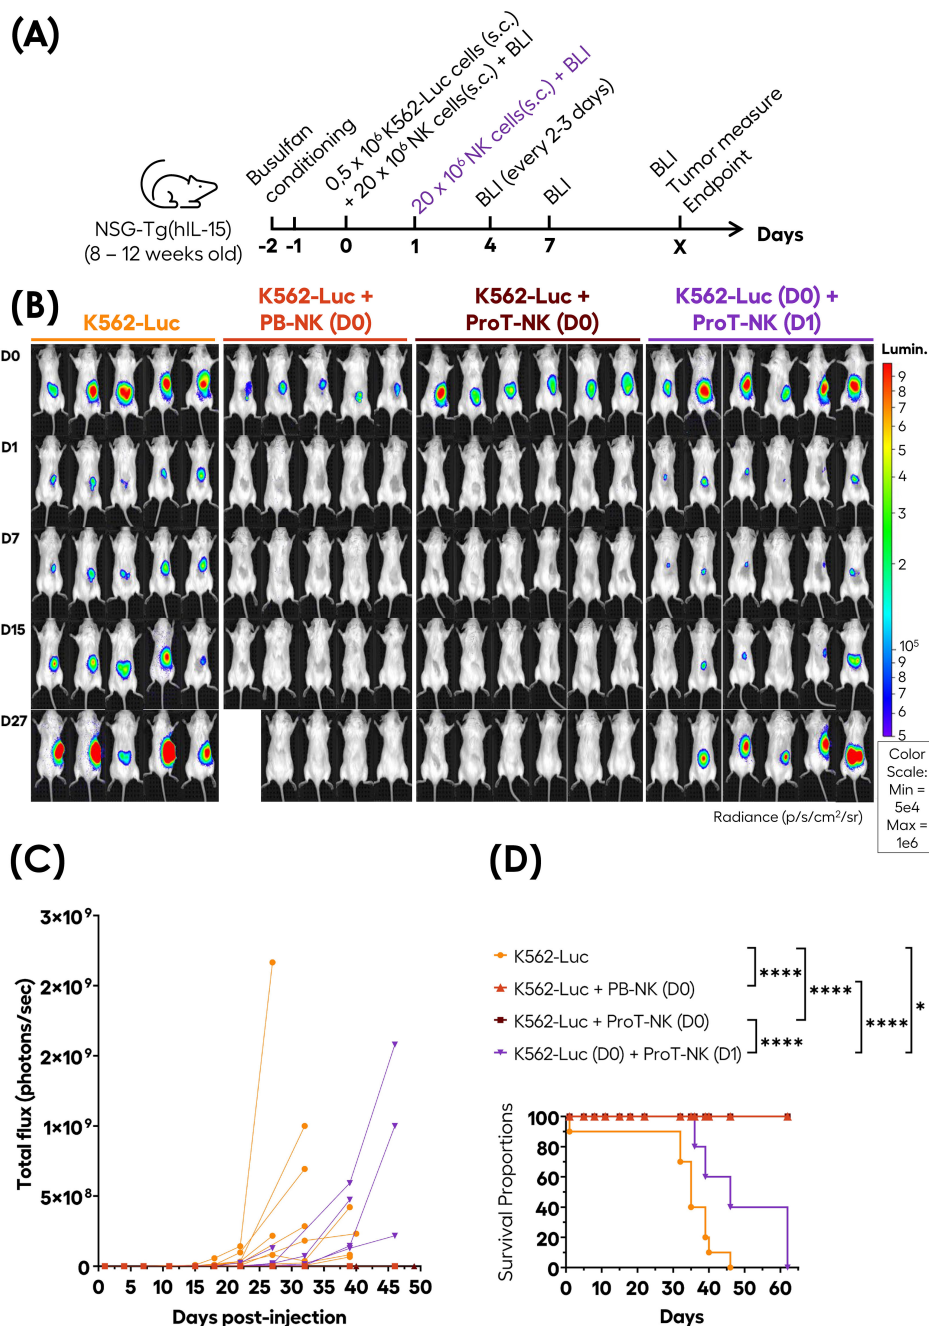 (A)
Busulfan
conditioning
0,5 x 10⁶ K562-Luc cells (s.c.)
+ 20 x 10⁶ NK cells(s.c.) + BLI
20 x 10⁶ NK cells(s.c.) + BLI
BLI (every 2-3 days)
BLI
BLI
Tumor measure
Endpoint
NSG-Tg(hIL-15)
(8 – 12 weeks old)
-2 -1 0 1 4 7 X Days
(B)
K562-Luc
K562-Luc +
PB-NK (D0)
K562-Luc +
ProT-NK (D0)
K562-Luc (D0) +
ProT-NK (D1)
D0
D1
D7
D15
D27
Lumin.
9
8
7
6
5
4
3
2
10⁵
9
8
7
6
5
Color
Scale:
Min =
5e4
Max =
1e6
Radiance (p/s/cm²/sr)
(C)
Total flux (photons/sec)
3×10⁹
2×10⁹
2×10⁹
1×10⁹
5×10⁸
0
0 5 10 15 20 25 30 35 40 45 50
Days post-injection
(D)
K562-Luc
K562-Luc + PB-NK (D0)
K562-Luc + ProT-NK (D0)
K562-Luc (D0) + ProT-NK (D1)
****
****
****
****
*
Survival Proportions
100
80
60
40
20
0
0 20 40 60
Days